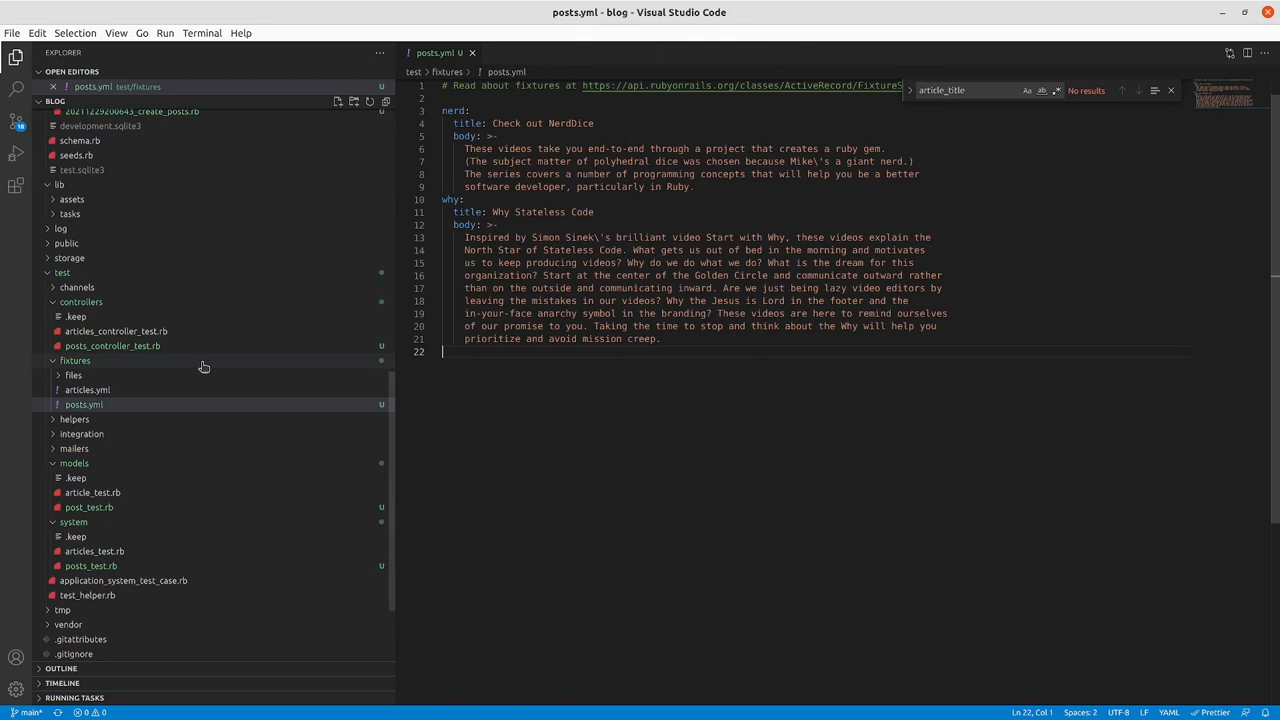 posts.yml - blog - Visual Studio Code
File Edit Selection View Go Run Terminal Help
EXPLORER
OPEN EDITORS
posts.yml test/fixtures U
BLOG
20211229200643_create_posts.rb U
development.sqlite3
schema.rb
seeds.rb
test.sqlite3
lib
assets
tasks
log
public
storage
test
channels
controllers
.keep
articles_controller_test.rb
posts_controller_test.rb U
fixtures
files
! articles.yml
! posts.yml U
helpers
integration
mailers
models
.keep
article_test.rb
post_test.rb U
system
.keep
articles_test.rb
posts_test.rb U
application_system_test_case.rb
test_helper.rb
tmp
vendor
.gitattributes
.gitignore
OUTLINE
TIMELINE
RUNNING TASKS
18
! posts.yml U
test > fixtures > ! posts.yml
article_title Aa ab .* No results
1 # Read about fixtures at https://api.rubyonrails.org/classes/ActiveRecord/FixtureS
2
3 nerd:
4 title: Check out NerdDice
5 body: >-
6 These videos take you end-to-end through a project that creates a ruby gem.
7 (The subject matter of polyhedral dice was chosen because Mike\'s a giant nerd.)
8 The series covers a number of programming concepts that will help you be a better
9 software developer, particularly in Ruby.
10 why:
11 title: Why Stateless Code
12 body: >-
13 Inspired by Simon Sinek\'s brilliant video Start with Why, these videos explain the
14 North Star of Stateless Code. What gets us out of bed in the morning and motivates
15 us to keep producing videos? Why do we do what we do? What is the dream for this
16 organization? Start at the center of the Golden Circle and communicate outward rather
17 than on the outside and communicating inward. Are we just being lazy video editors by
18 leaving the mistakes in our videos? Why the Jesus is Lord in the footer and the
19 in-your-face anarchy symbol in the branding? These videos are here to remind ourselves
20 of our promise to you. Taking the time to stop and think about the Why will help you
21 prioritize and avoid mission creep.
22
main* 0 0 Ln 22, Col 1 Spaces: 2 UTF-8 LF YAML Prettier